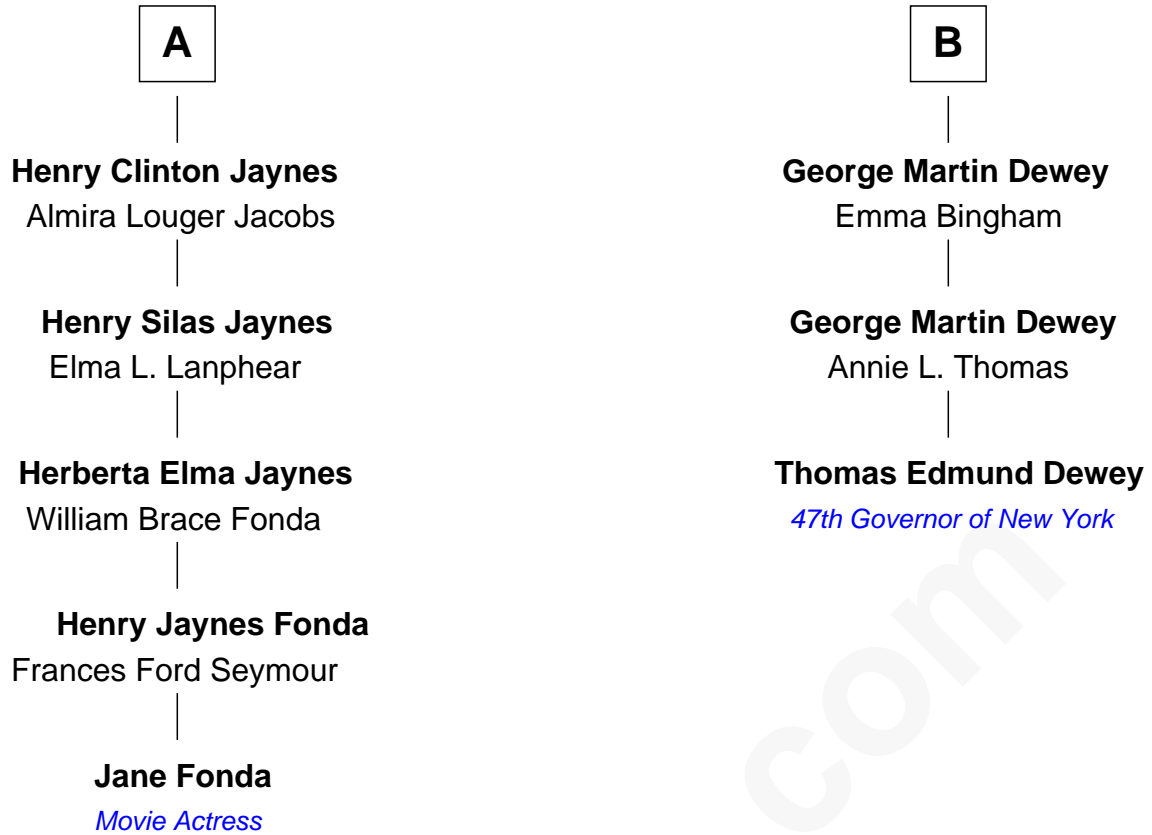 A
Henry Clinton Jaynes
Almira Louger Jacobs
Henry Silas Jaynes
Elma L. Lanphear
Herberta Elma Jaynes
William Brace Fonda
Henry Jaynes Fonda
Frances Ford Seymour
Jane Fonda
Movie Actress
B
George Martin Dewey
Emma Bingham
George Martin Dewey
Annie L. Thomas
Thomas Edmund Dewey
47th Governor of New York
com